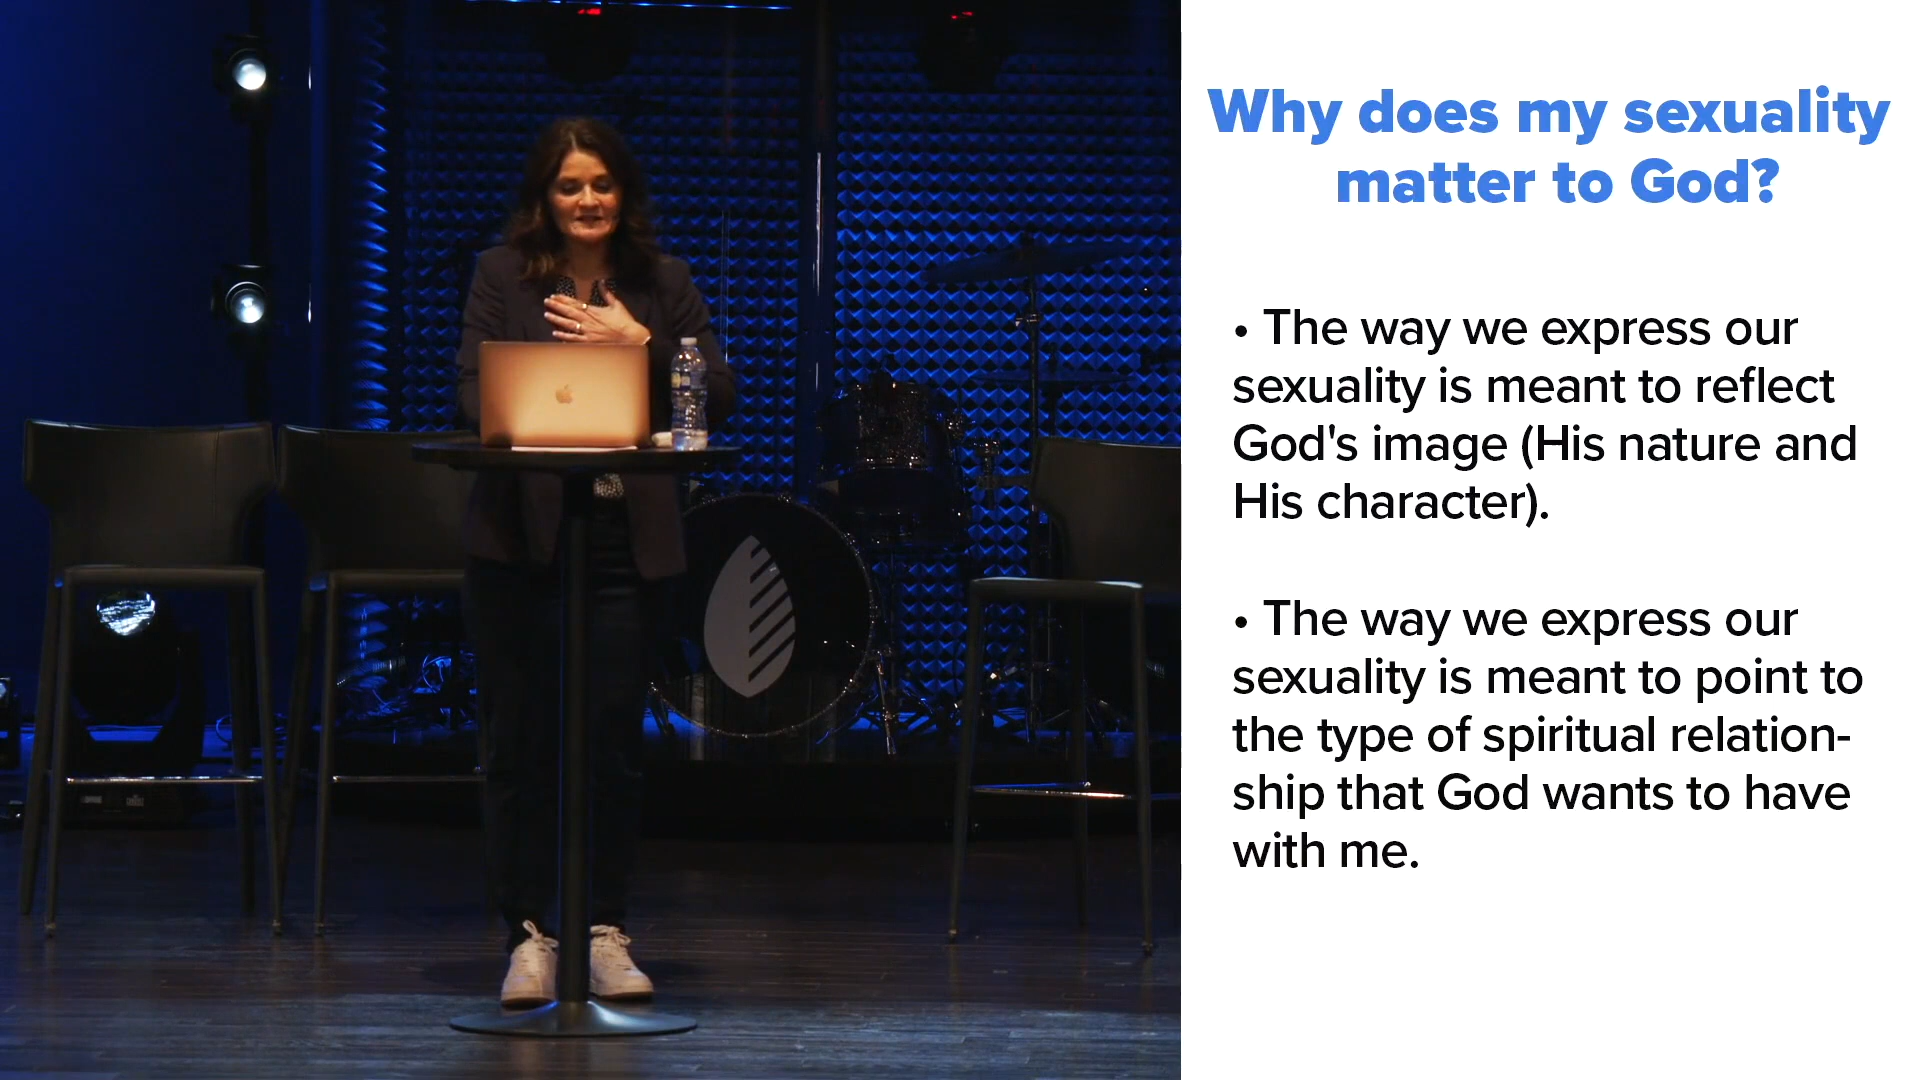 Why does my sexuality
matter to God?
• The way we express our
sexuality is meant to reflect
God's image (His nature and
His character).
• The way we express our
sexuality is meant to point to
the type of spiritual relation-
ship that God wants to have
with me.